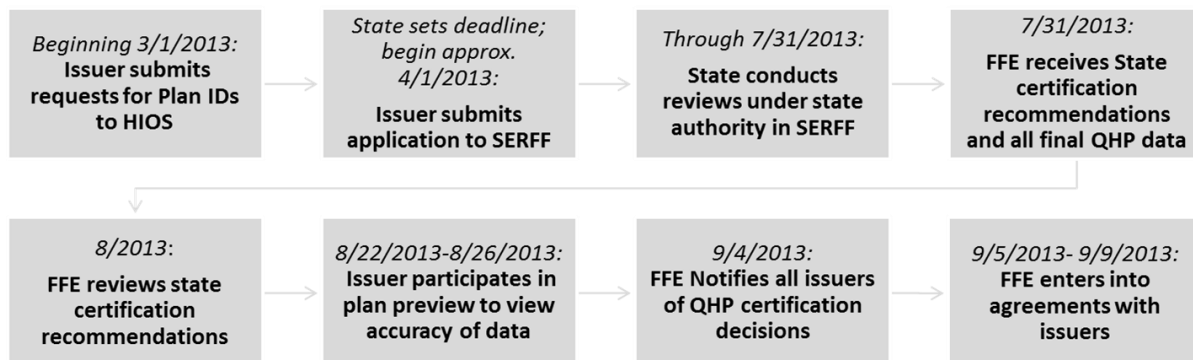 Beginning 3/1/2013:
Issuer submits
requests for Plan IDs
to HIOS
State sets deadline;
begin approx.
4/1/2013:
Issuer submits
application to SERFF
Through 7/31/2013:
State conducts
reviews under state
authority in SERFF
7/31/2013:
FFE receives State
certification
recommendations
and all final QHP data
8/2013:
FFE reviews state
certification
recommendations
8/22/2013-8/26/2013:
Issuer participates in
plan preview to view
accuracy of data
9/4/2013:
FFE Notifies all issuers
of QHP certification
decisions
9/5/2013- 9/9/2013:
FFE enters into
agreements with
issuers